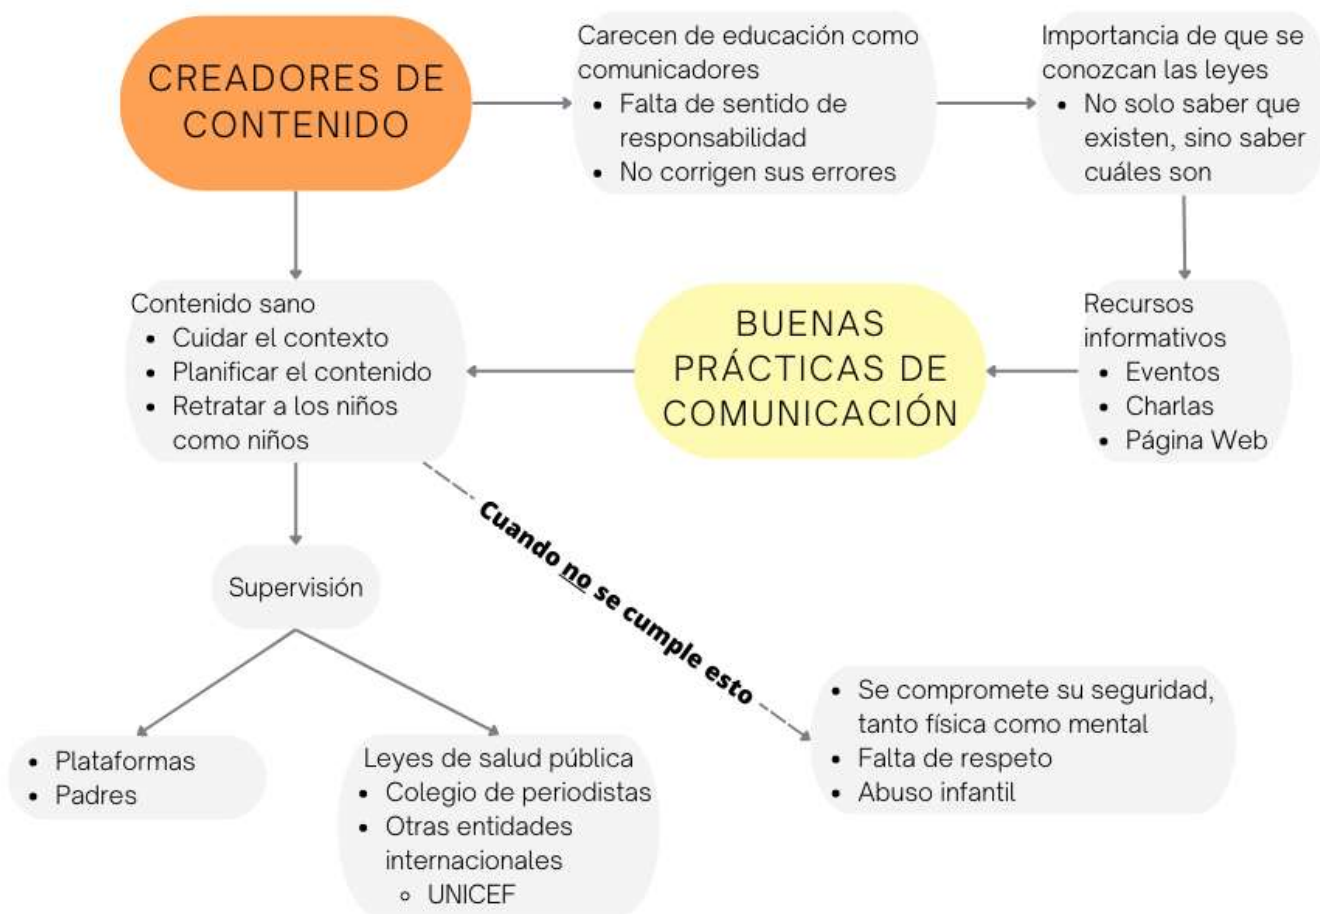 CREADORES DE
CONTENIDO
Carecen de educación como
comunicadores
• Falta de sentido de
responsabilidad
• No corrigen sus errores
Importancia de que se
conozcan las leyes
• No solo saber que
existen, sino saber
cuáles son
Contenido sano
• Cuidar el contexto
• Planificar el contenido
• Retratar a los niños
como niños
BUENAS
PRÁCTICAS DE
COMUNICACIÓN
Recursos
informativos
• Eventos
• Charlas
• Página Web
Cuando no se cumple esto
Supervisión
• Plataformas
• Padres
Leyes de salud pública
• Colegio de periodistas
• Otras entidades
internacionales
◦ UNICEF
• Se compromete su seguridad,
tanto física como mental
• Falta de respeto
• Abuso infantil